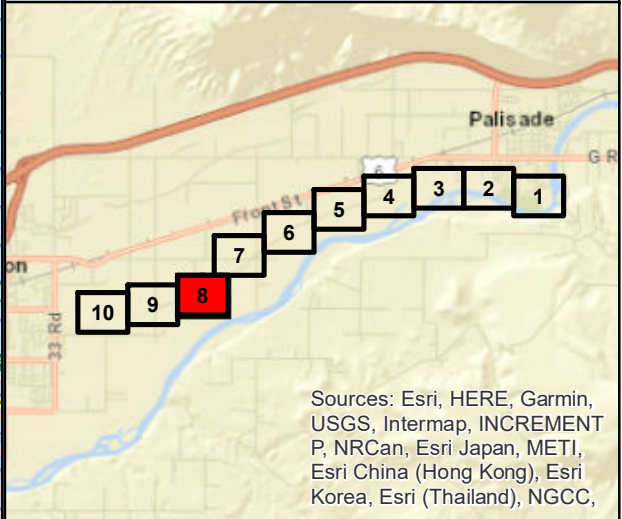 Palisade
G R
6
Front St
3
2
1
4
5
6
7
on
8
9
10
33 Rd
Sources: Esri, HERE, Garmin,
USGS, Intermap, INCREMENT
P, NRCan, Esri Japan, METI,
Esri China (Hong Kong), Esri
Korea, Esri (Thailand), NGCC,